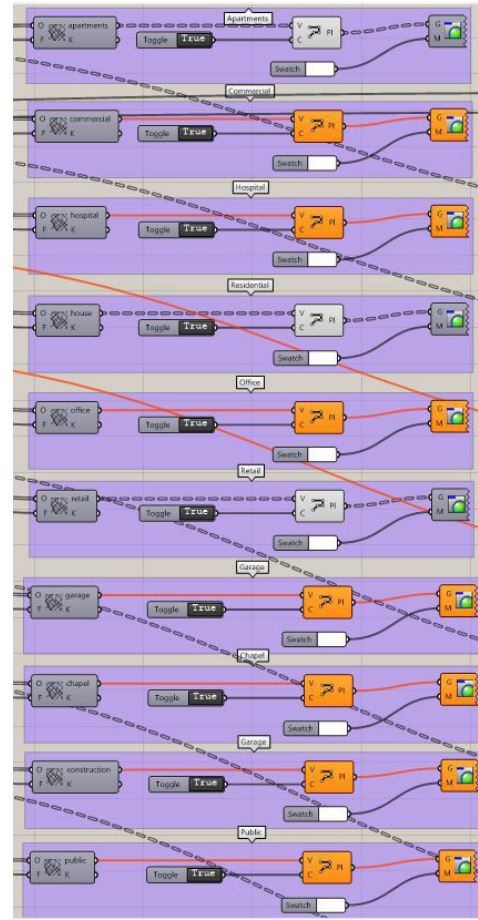 Apartments
O apartments Toggle True V PI G
F K C M
Swatch
Commercial
O commercial V PI G
F K Toggle True C M
Swatch
Hospital
O hospital V PI G
F K Toggle True C M
Swatch
Residential
O house V PI G
F K Toggle True C M
Swatch
Office
O office V PI G
F K Toggle True C M
Swatch
Retail
O retail V PI G
F K Toggle True C M
Swatch
Garage
O garage V PI G
F K Toggle True C M
Swatch
Chapel
O chapel V PI G
F K Toggle True C M
Swatch
Garage
O construction V PI G
F K Toggle True C M
Swatch
Public
O public V PI G
F K Toggle True C M
Swatch